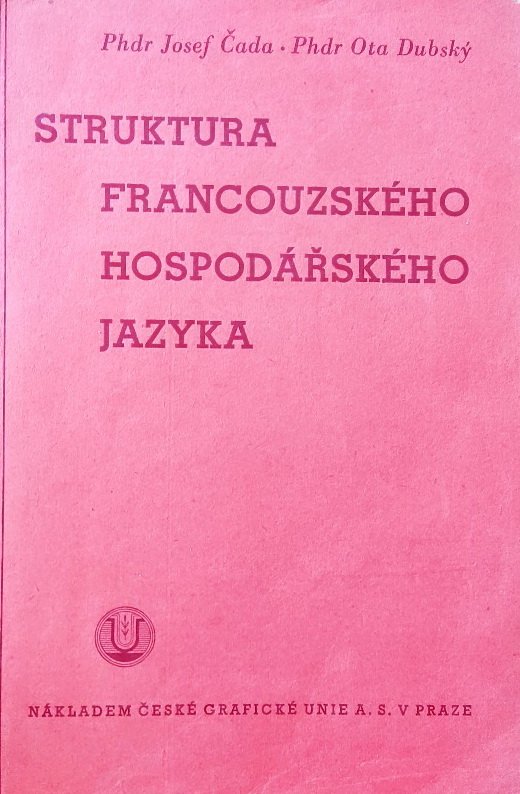 Phdr Josef Čada · Phdr Ota Dubský
STRUKTURA
FRANCOUZSKÉHO
HOSPODÁŘSKÉHO
JAZYKA
U
NÁKLADEM ČESKÉ GRAFICKÉ UNIE A. S. V PRAZE